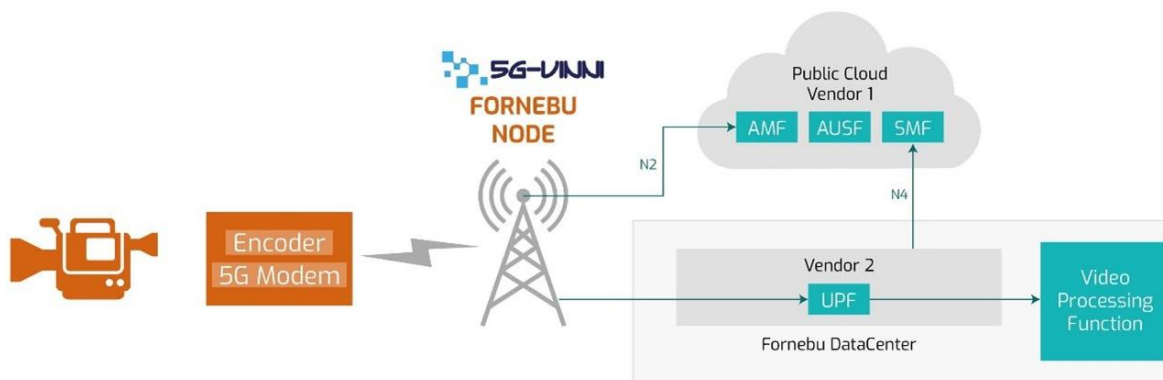 5G-VINNI
FORNEBU
NODE
Public Cloud
Vendor 1
AMF AUSF SMF
N2
N4
Encoder
5G Modem
Vendor 2
UPF
Fornebu DataCenter
Video
Processing
Function